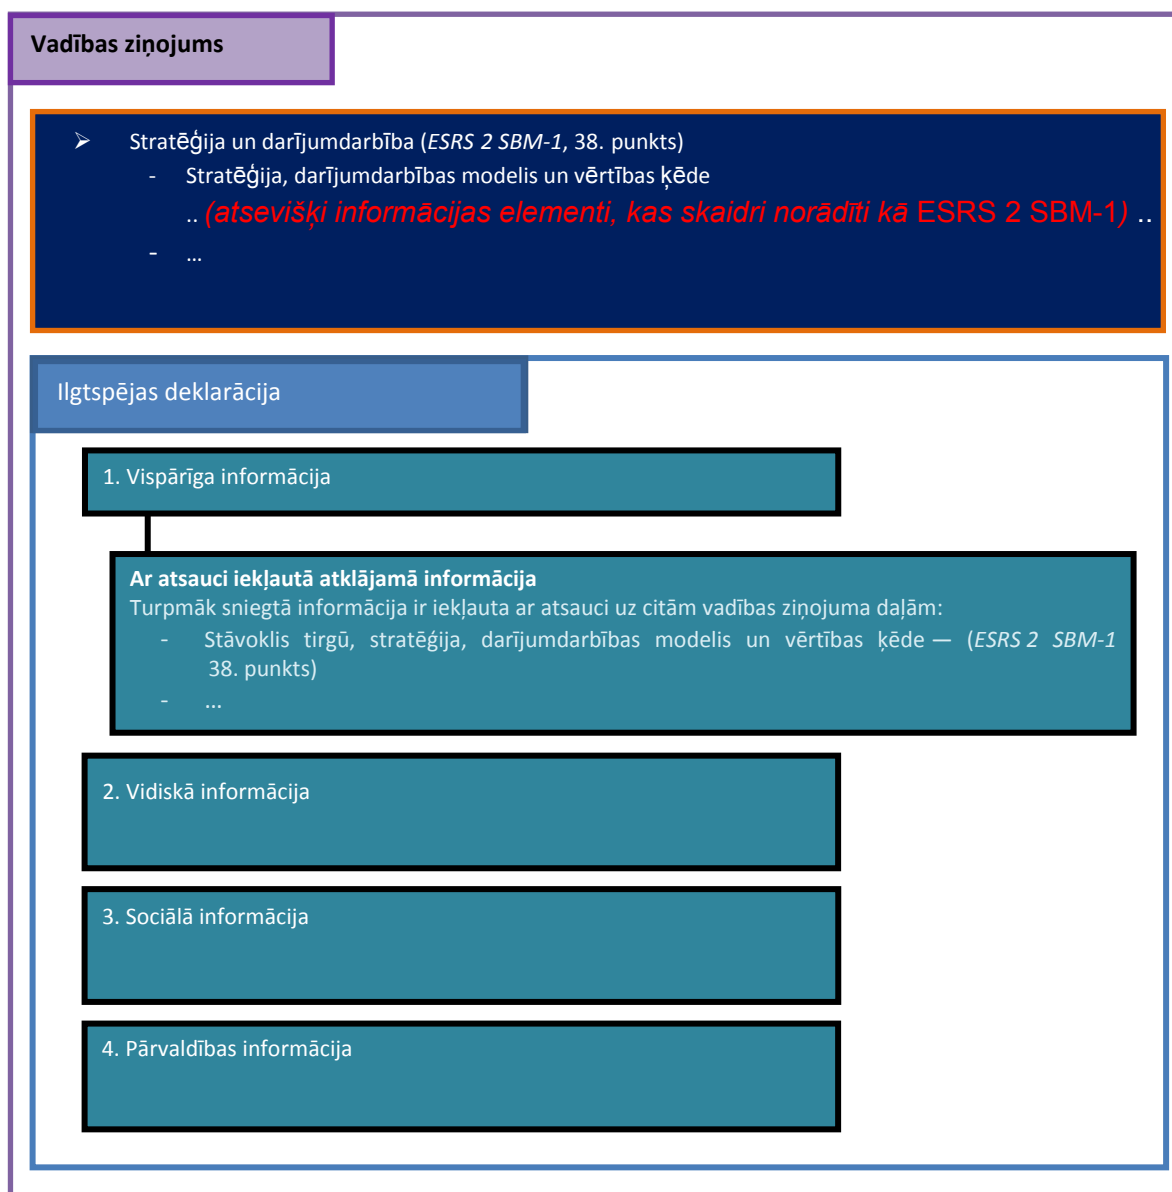 Vadības ziņojums
➢ Stratēģija un darījumdarbība (ESRS 2 SBM-1, 38. punkts)
- Stratēģija, darījumdarbības modelis un vērtības ķēde
.. (atsevišķi informācijas elementi, kas skaidri norādīti kā ESRS 2 SBM-1) ..
- ...
Ilgtspējas deklarācija
1. Vispārīga informācija
Ar atsauci iekļautā atklājamā informācija
Turpmāk sniegtā informācija ir iekļauta ar atsauci uz citām vadības ziņojuma daļām:
- Stāvoklis tirgū, stratēģija, darījumdarbības modelis un vērtības ķēde — (ESRS 2 SBM-1
38. punkts)
- ...
2. Vidiskā informācija
3. Sociālā informācija
4. Pārvaldības informācija